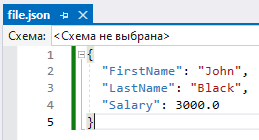 file.json
Схема: <Схема не выбрана>
1 {
2 "FirstName": "John",
3 "LastName": "Black",
4 "Salary": 3000.0
5 }